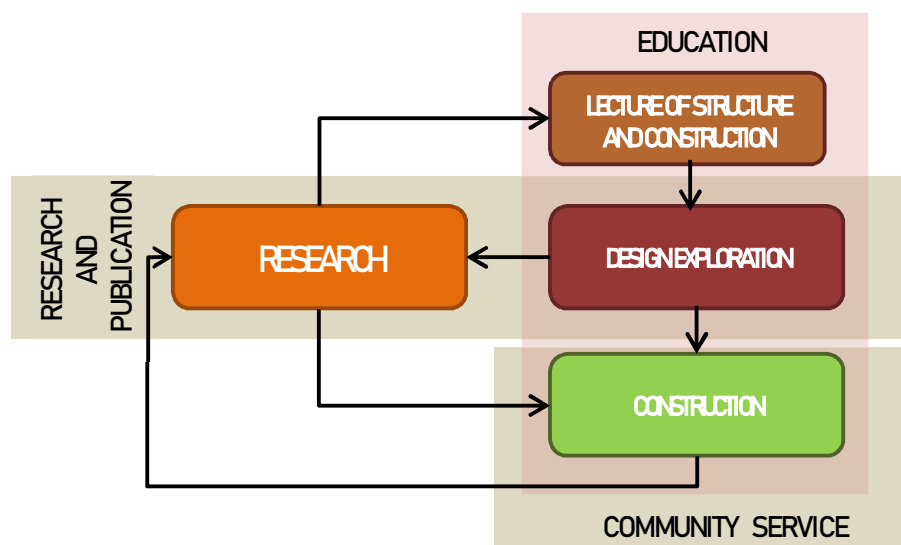 EDUCATION
LECTURE OF STRUCTURE
AND CONSTRUCTION
RESEARCH
AND
PUBLICATION
RESEARCH
DESIGN EXPLORATION
CONSTRUCTION
COMMUNITY SERVICE